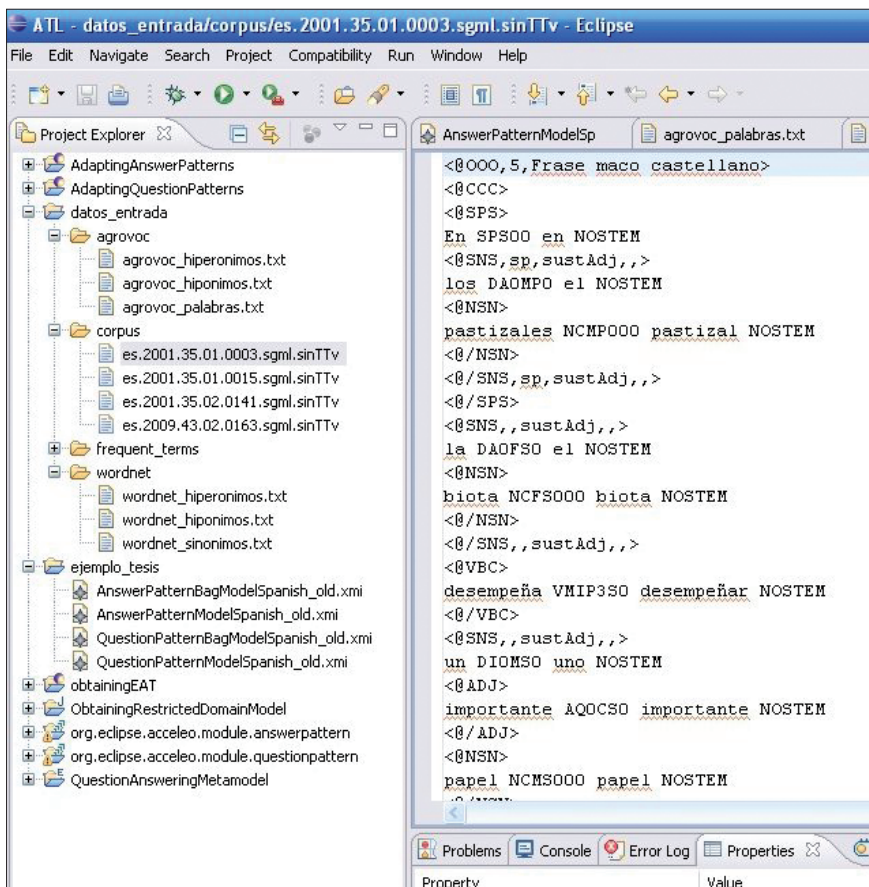 ATL - datos_entrada/corpus/es.2001.35.01.0003.sgml.sinTTv - Eclipse
File Edit Navigate Search Project Compatibility Run Window Help
Project Explorer
AdaptingAnswerPatterns
AdaptingQuestionPatterns
datos_entrada
agrovoc
agrovoc_hiperonimos.txt
agrovoc_hiponimos.txt
agrovoc_palabras.txt
corpus
es.2001.35.01.0003.sgml.sinTTv
es.2001.35.01.0015.sgml.sinTTv
es.2001.35.02.0141.sgml.sinTTv
es.2009.43.02.0163.sgml.sinTTv
frequent_terms
wordnet
wordnet_hiperonimos.txt
wordnet_hiponimos.txt
wordnet_sinonimos.txt
ejemplo_tesis
AnswerPatternBagModelSpanish_old.xmi
AnswerPatternModelSpanish_old.xmi
QuestionPatternBagModelSpanish_old.xmi
QuestionPatternModelSpanish_old.xmi
obtainingEAT
ObtainingRestrictedDomainModel
org.eclipse.acceleo.module.answerpattern
org.eclipse.acceleo.module.questionpattern
QuestionAnsweringMetamodel
AnswerPatternModelSp agrovoc_palabras.txt
<@OOO,5,Frase maco castellano>
<@CCC>
<@SPS>
En SPS00 en NOSTEM
<@SNS,sp,sustAdj,,>
los DA0MP0 el NOSTEM
<@NSN>
pastizales NCMP000 pastizal NOSTEM
<@/NSN>
<@/SNS,sp,sustAdj,,>
<@/SPS>
<@SNS,,sustAdj,,>
la DA0FS0 el NOSTEM
<@NSN>
biota NCFS000 biota NOSTEM
<@/NSN>
<@/SNS,,sustAdj,,>
<@VBC>
desempeña VMIP3S0 desempeñar NOSTEM
<@/VBC>
<@SNS,,sustAdj,,>
un DI0MS0 uno NOSTEM
<@ADJ>
importante AQ0CS0 importante NOSTEM
<@/ADJ>
<@NSN>
papel NCMS000 papel NOSTEM
Problems Console Error Log Properties
Property Value